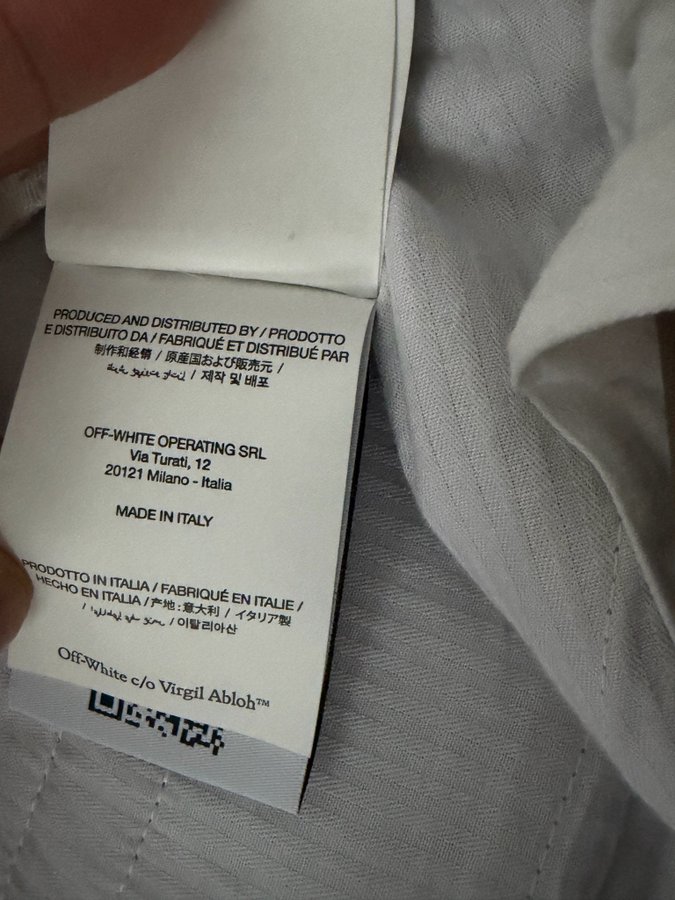 PRODUCED AND DISTRIBUTED BY / PRODOTTO
E DISTRIBUITO DA / FABRIQUÉ ET DISTRIBUÉ PAR
制作和经销 / 原産国および販売元 /
/ 제작 및 배포
OFF-WHITE OPERATING SRL
Via Turati, 12
20121 Milano - Italia
MADE IN ITALY
PRODOTTO IN ITALIA / FABRIQUÉ EN ITALIE /
HECHO EN ITALIA / 产地:意大利 / イタリア製
/ / 이탈리아산
Off-White c/o Virgil Abloh™